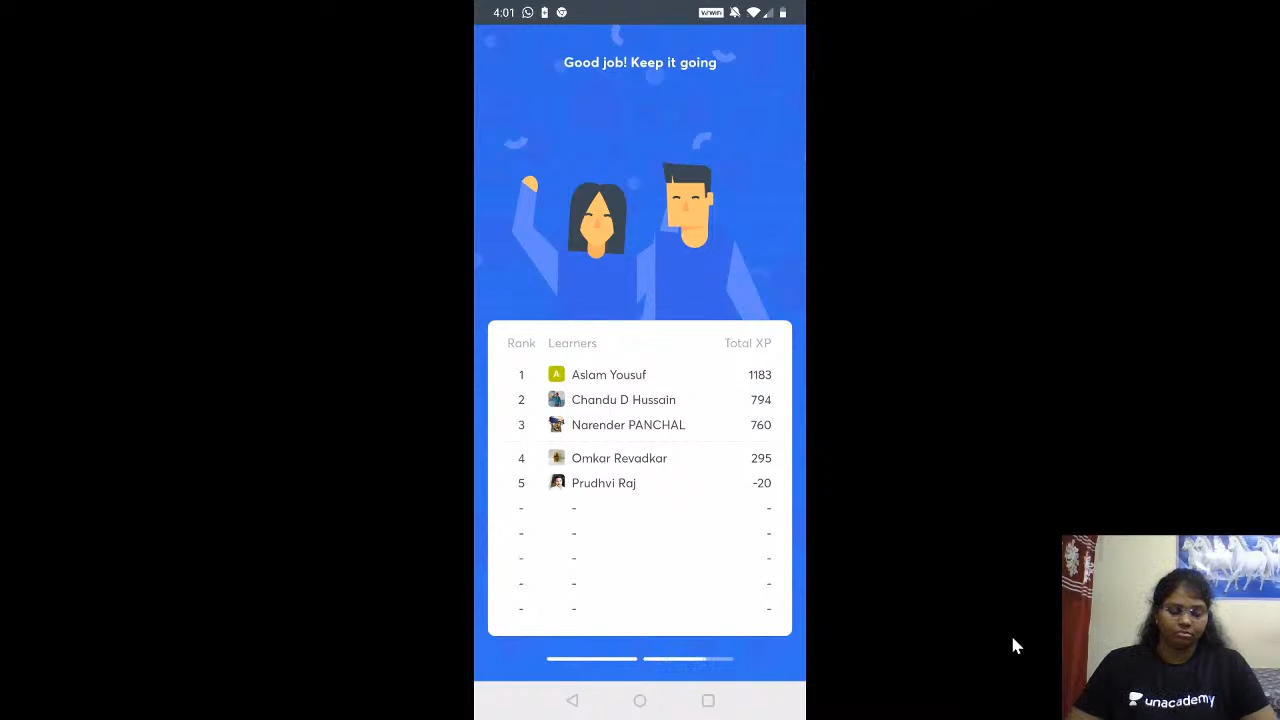 4:01
VoWiFi
Good job! Keep it going
Rank Learners Total XP
1 A Aslam Yousuf 1183
2 Chandu D Hussain 794
3 Narender PANCHAL 760
4 Omkar Revadkar 295
5 Prudhvi Raj -20
- - -
- - -
- - -
- - -
- - -
unacademy